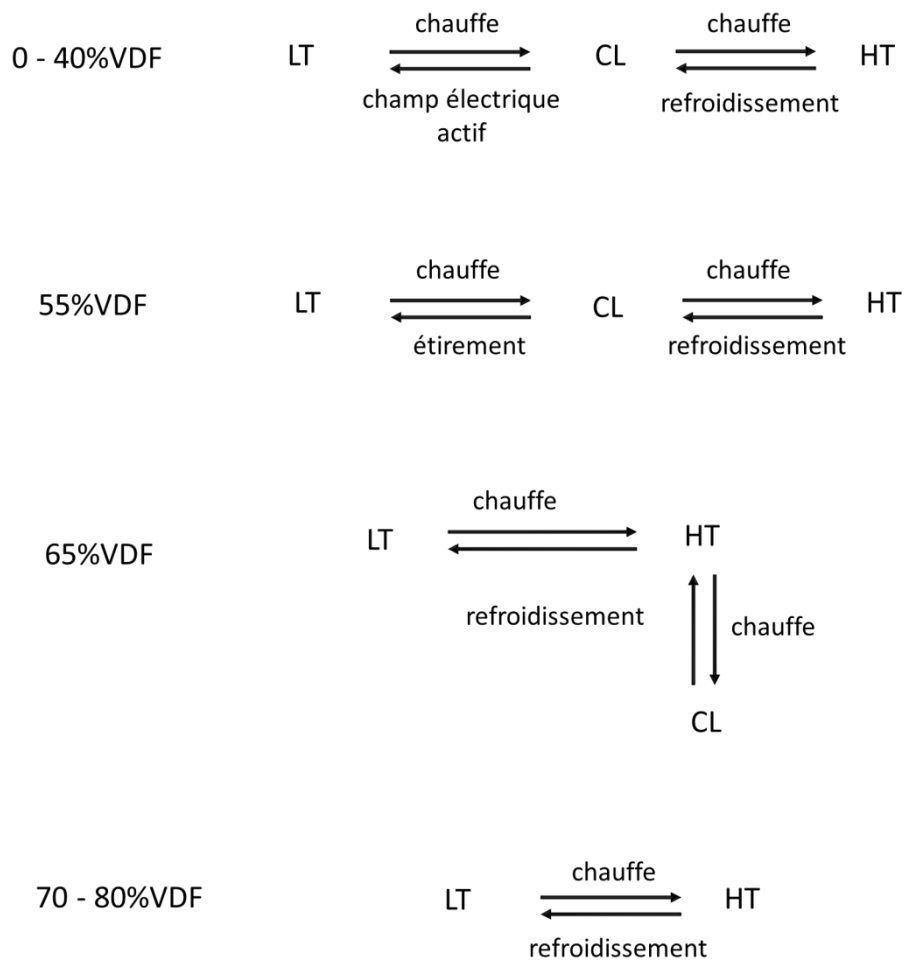 chauffe chauffe
0 - 40%VDF LT CL HT
champ électrique refroidissement
actif
chauffe chauffe
55%VDF LT CL HT
étirement refroidissement
chauffe
65%VDF LT HT
refroidissement chauffe
CL
chauffe
70 - 80%VDF LT HT
refroidissement